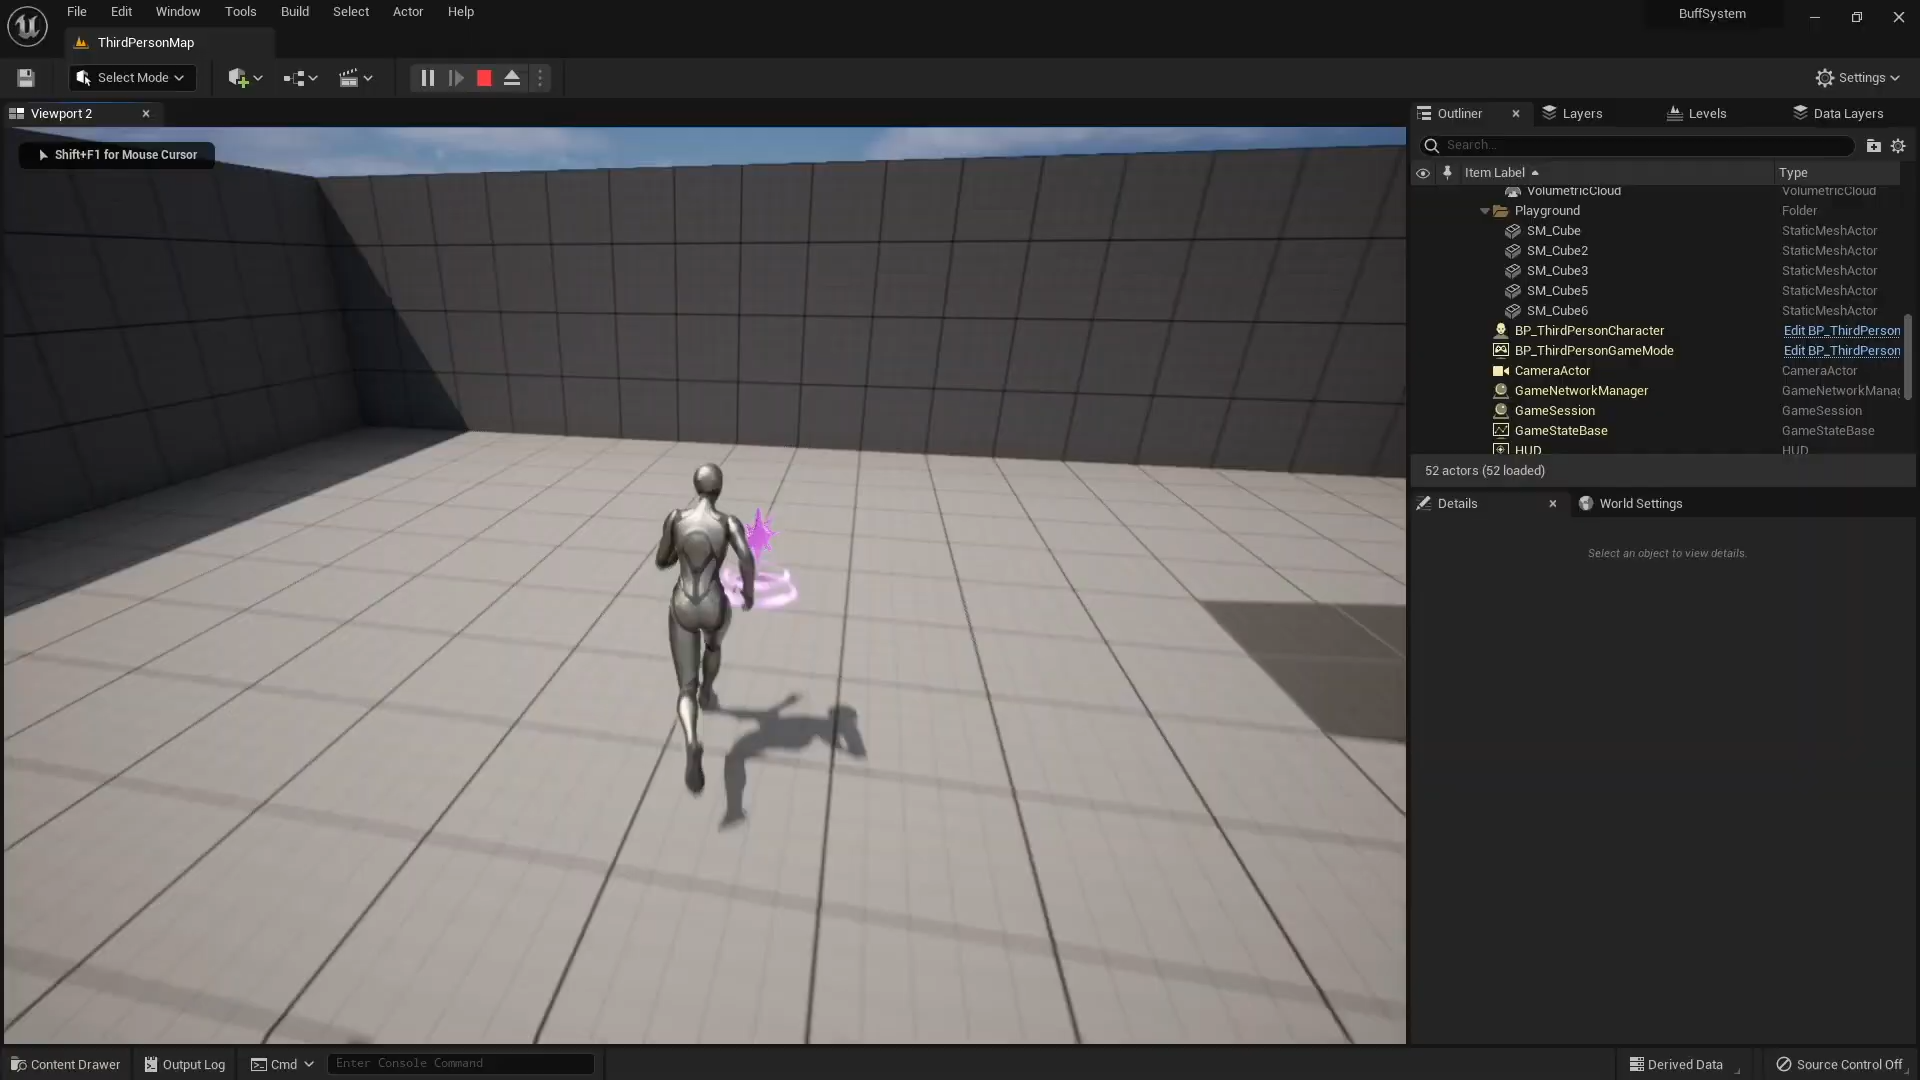 File Edit Window Tools Build Select Actor Help
BuffSystem
ThirdPersonMap
Select Mode
Settings
Viewport 2
Outliner
Layers
Levels
Data Layers
Shift+F1 for Mouse Cursor
Search...
Item Label
Type
VolumetricCloud VolumetricCloud
Playground Folder
SM_Cube StaticMeshActor
SM_Cube2 StaticMeshActor
SM_Cube3 StaticMeshActor
SM_Cube5 StaticMeshActor
SM_Cube6 StaticMeshActor
BP_ThirdPersonCharacter Edit BP_ThirdPerson
BP_ThirdPersonGameMode Edit BP_ThirdPerson
CameraActor CameraActor
GameNetworkManager GameNetworkMana
GameSession GameSession
GameStateBase GameStateBase
HUD HUD
52 actors (52 loaded)
Details
World Settings
Select an object to view details.
Content Drawer
Output Log
Cmd
Enter Console Command
Derived Data
Source Control Off